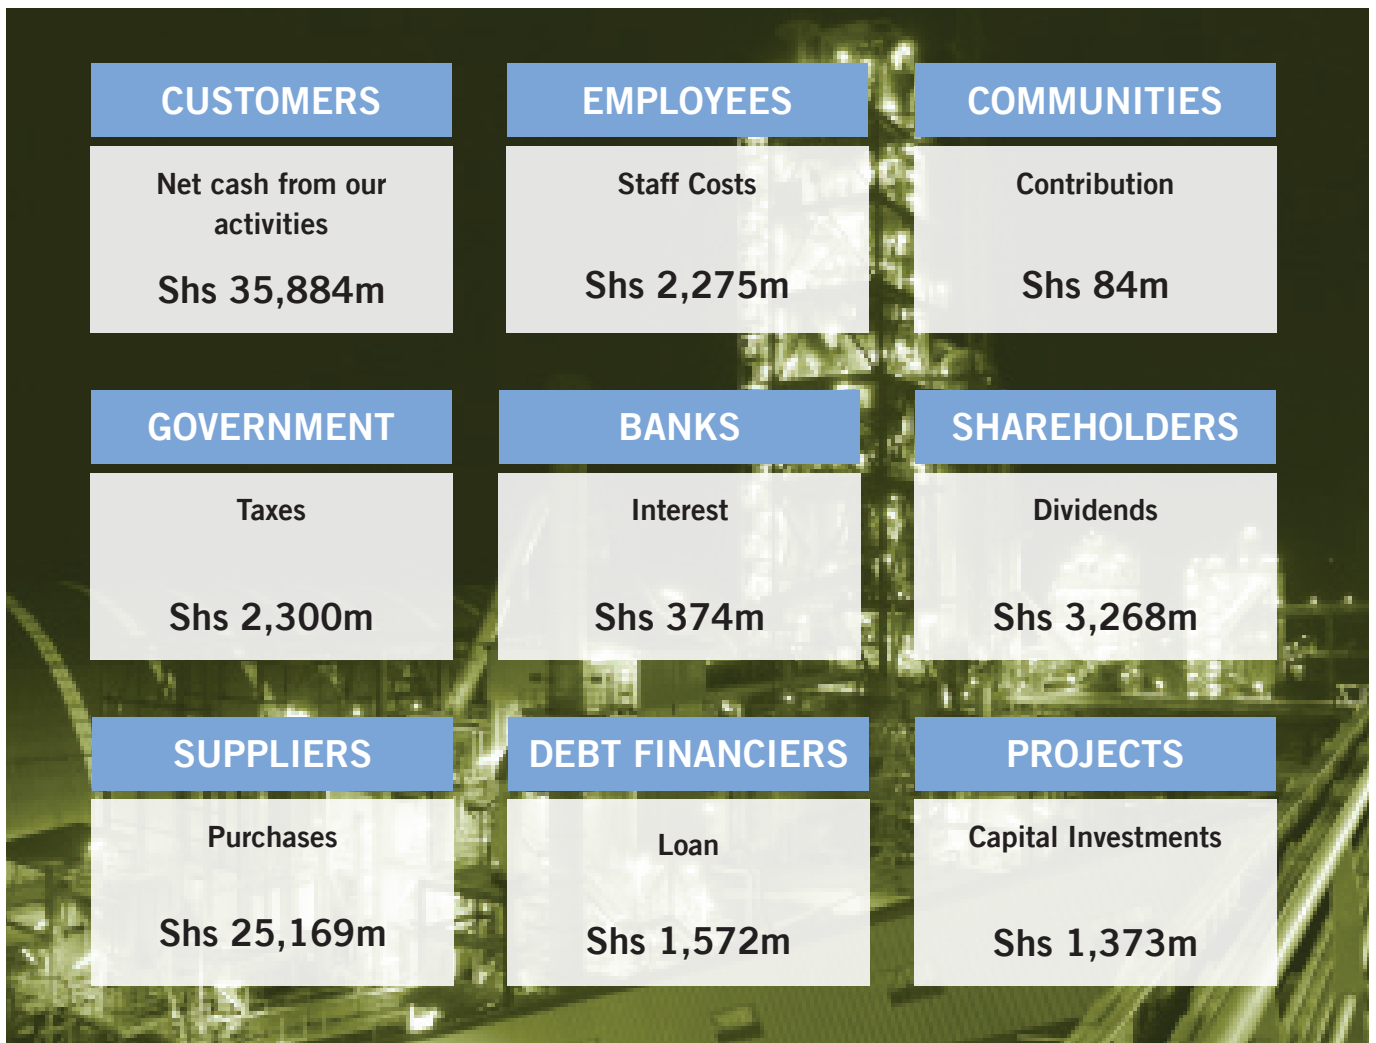 CUSTOMERS
Net cash from our
activities
Shs 35,884m
EMPLOYEES
Staff Costs
Shs 2,275m
COMMUNITIES
Contribution
Shs 84m
GOVERNMENT
Taxes
Shs 2,300m
BANKS
Interest
Shs 374m
SHAREHOLDERS
Dividends
Shs 3,268m
SUPPLIERS
Purchases
Shs 25,169m
DEBT FINANCIERS
Loan
Shs 1,572m
PROJECTS
Capital Investments
Shs 1,373m